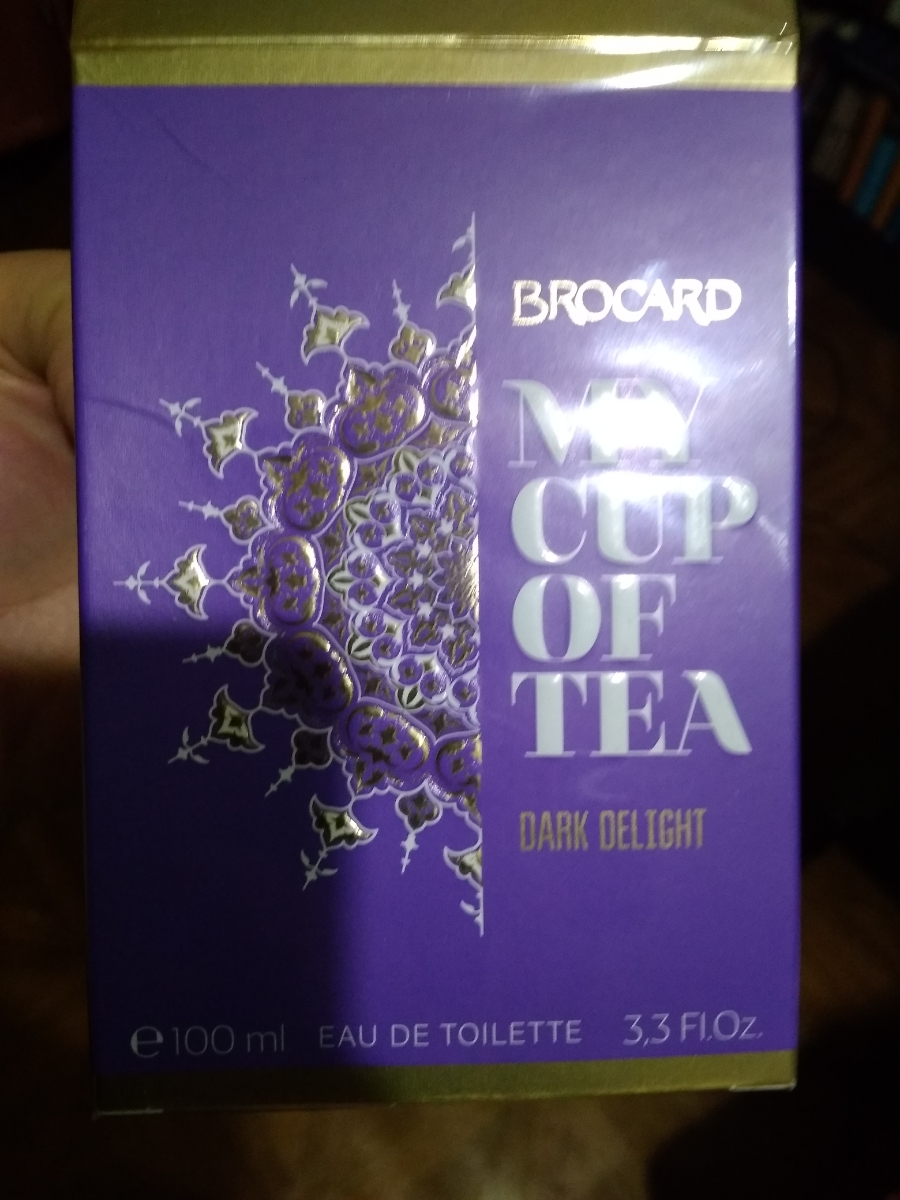 BROCARD
MY
CUP
OF
TEA
DARK DELIGHT
℮ 100 ml EAU DE TOILETTE 3,3 Fl.Oz.